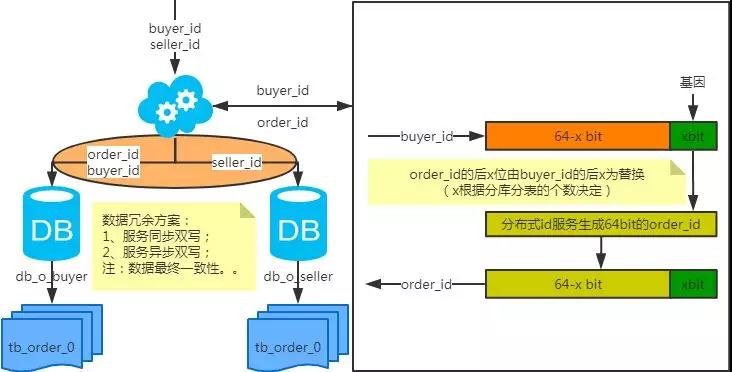 buyer_id
seller_id
buyer_id
order_id
order_id
buyer_id
seller_id
DB
DB
数据冗余方案：
1、服务同步双写；
2、服务异步双写；
注：数据最终一致性。。
db_o_buyer
db_o_seller
tb_order_0
tb_order_0
基因
buyer_id
64-x bit
xbit
order_id的后x位由buyer_id的后x为替换
（x根据分库分表的个数决定）
分布式id服务生成64bit的order_id
order_id
64-x bit
xbit